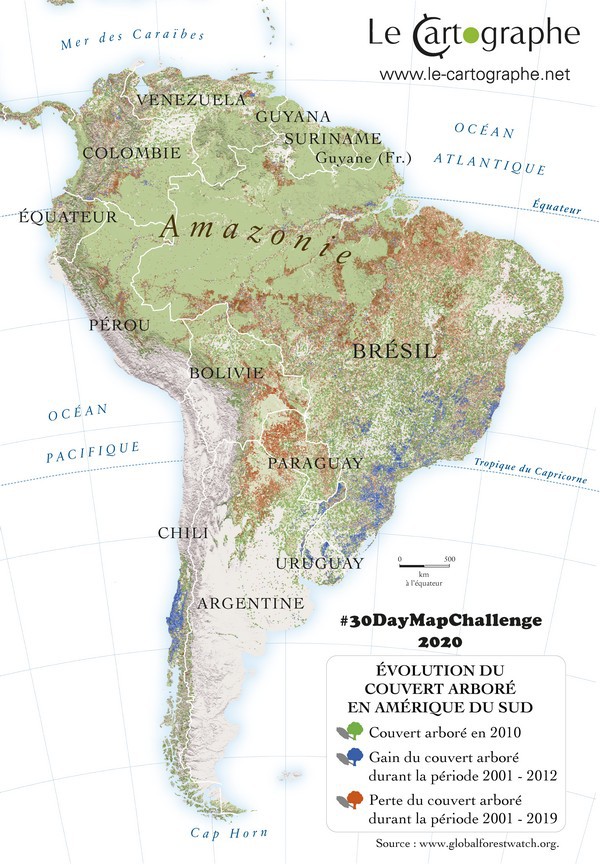 Le Cartographe
www.le-cartographe.net
Mer des Caraïbes
VENEZUELA
GUYANA
SURINAME
Guyane (Fr.)
COLOMBIE
OCÉAN
ATLANTIQUE
Équateur
ÉQUATEUR
Amazonie
PÉROU
BRÉSIL
BOLIVIE
OCÉAN
PACIFIQUE
PARAGUAY
Tropique du Capricorne
CHILI
URUGUAY
0 500
km
à l'équateur
ARGENTINE
#30DayMapChallenge
2020
ÉVOLUTION DU
COUVERT ARBORÉ
EN AMÉRIQUE DU SUD
Couvert arboré en 2010
Gain du couvert arboré
durant la période 2001 - 2012
Perte du couvert arboré
durant la période 2001 - 2019
Cap Horn
Source : www.globalforestwatch.org.